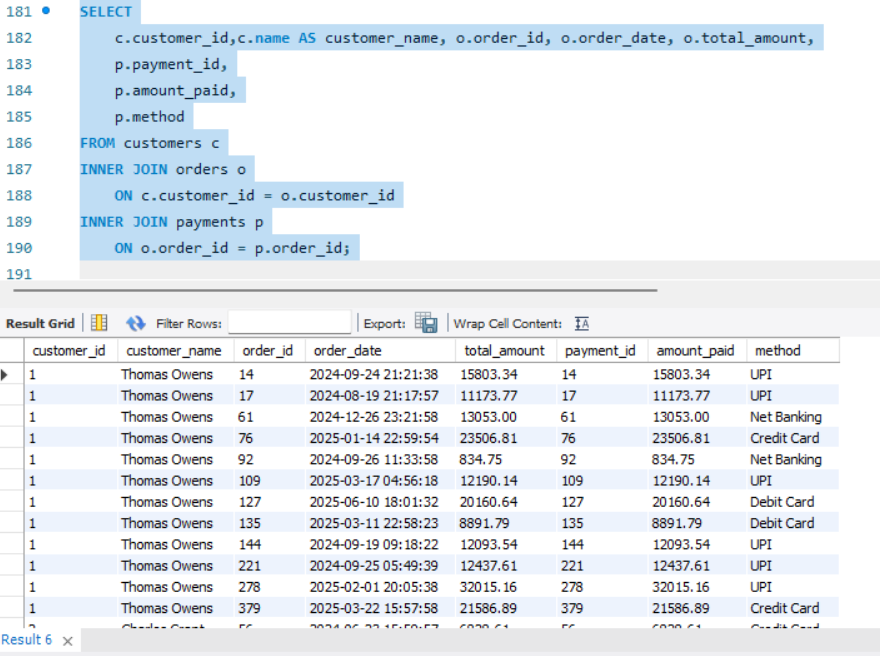 181 SELECT
182 c.customer_id,c.name AS customer_name, o.order_id, o.order_date, o.total_amount,
183 p.payment_id,
184 p.amount_paid,
185 p.method
186 FROM customers c
187 INNER JOIN orders o
188 ON c.customer_id = o.customer_id
189 INNER JOIN payments p
190 ON o.order_id = p.order_id;
191
Result Grid Filter Rows: Export: Wrap Cell Content: IA
customer_id customer_name order_id order_date total_amount payment_id amount_paid method
1 Thomas Owens 14 2024-09-24 21:21:38 15803.34 14 15803.34 UPI
1 Thomas Owens 17 2024-08-19 21:17:57 11173.77 17 11173.77 UPI
1 Thomas Owens 61 2024-12-26 23:21:58 13053.00 61 13053.00 Net Banking
1 Thomas Owens 76 2025-01-14 22:59:54 23506.81 76 23506.81 Credit Card
1 Thomas Owens 92 2024-09-26 11:33:58 834.75 92 834.75 Net Banking
1 Thomas Owens 109 2025-03-17 04:56:18 12190.14 109 12190.14 UPI
1 Thomas Owens 127 2025-06-10 18:01:32 20160.64 127 20160.64 Debit Card
1 Thomas Owens 135 2025-03-11 22:58:23 8891.79 135 8891.79 Debit Card
1 Thomas Owens 144 2024-09-19 09:18:22 12093.54 144 12093.54 UPI
1 Thomas Owens 221 2024-09-25 05:49:39 12437.61 221 12437.61 UPI
1 Thomas Owens 278 2025-02-01 20:05:38 32015.16 278 32015.16 UPI
1 Thomas Owens 379 2025-03-22 15:57:58 21586.89 379 21586.89 Credit Card
Result 6